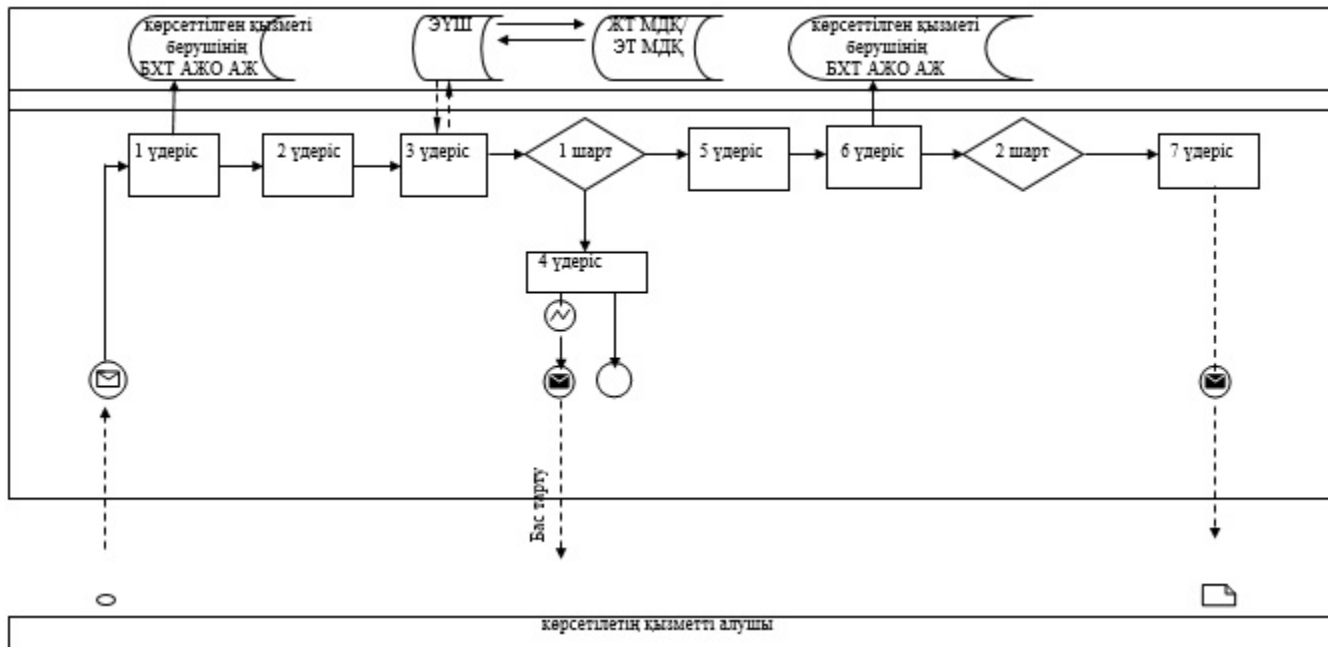 көрсеттілген қызметі
берушінің
БХТ АЖО АЖ
ЭҮШ
ЖТ МДҚ/
ЭТ МДҚ
көрсеттілген қызметі
берушінің
БХТ АЖО АЖ
1 үдеріс
2 үдеріс
3 үдеріс
1 шарт
5 үдеріс
6 үдеріс
2 шарт
7 үдеріс
4 үдеріс
Бас тарту
көрсетілетің қызметті алушы